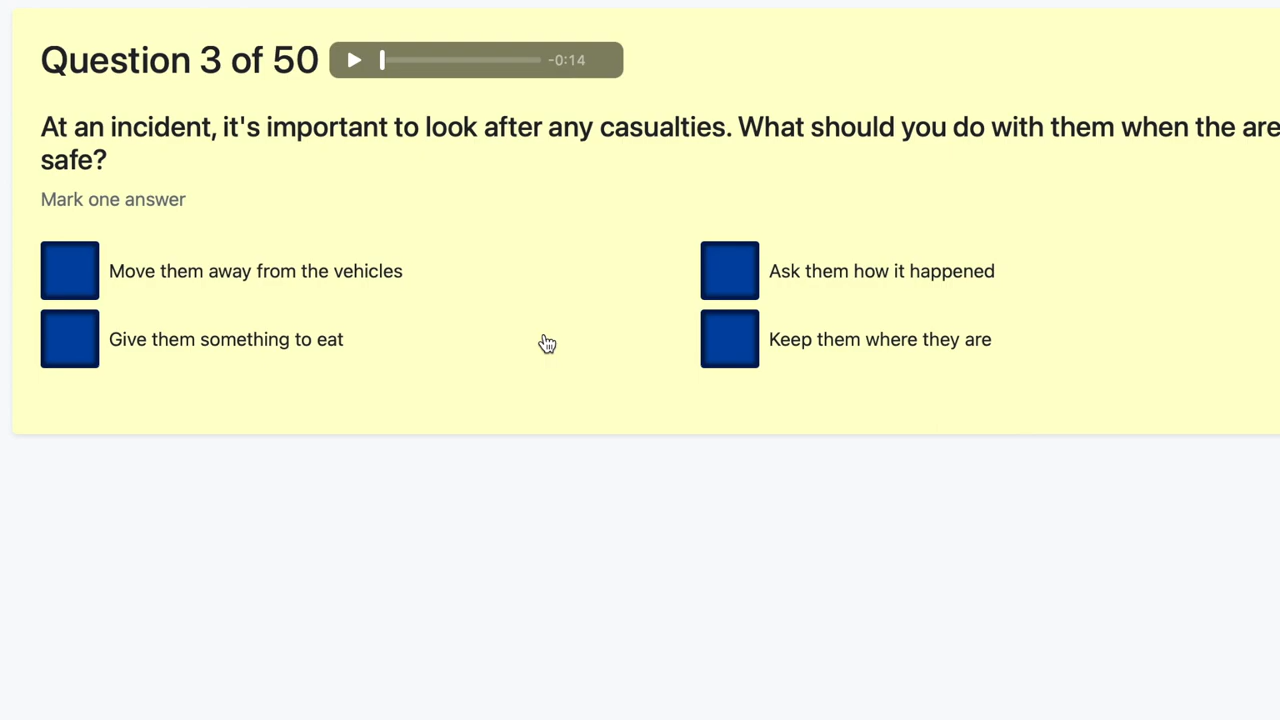 Question 3 of 50
-0:14
At an incident, it's important to look after any casualties. What should you do with them when the are
safe?
Mark one answer
Move them away from the vehicles
Ask them how it happened
Give them something to eat
Keep them where they are